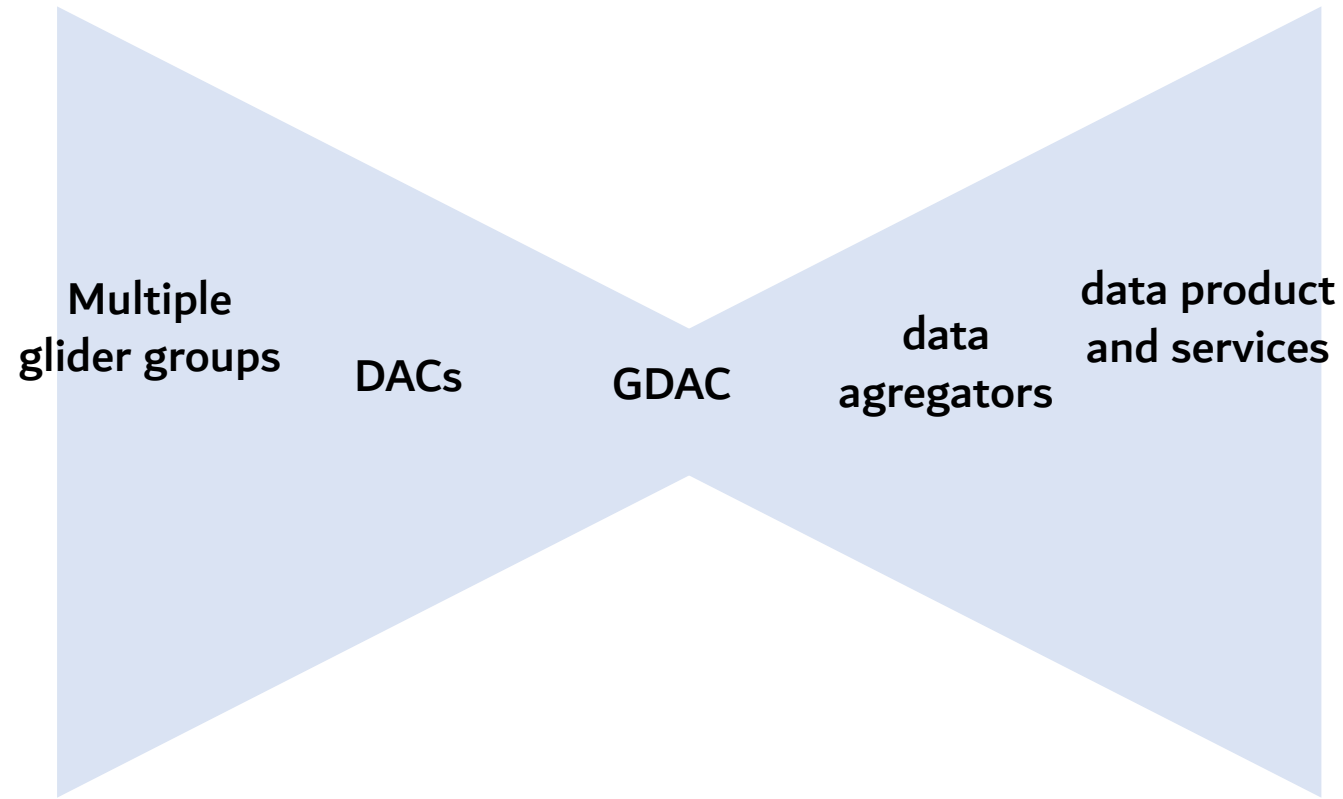 Multiple
glider groups
DACs
GDAC
data
agregators
data product
and services